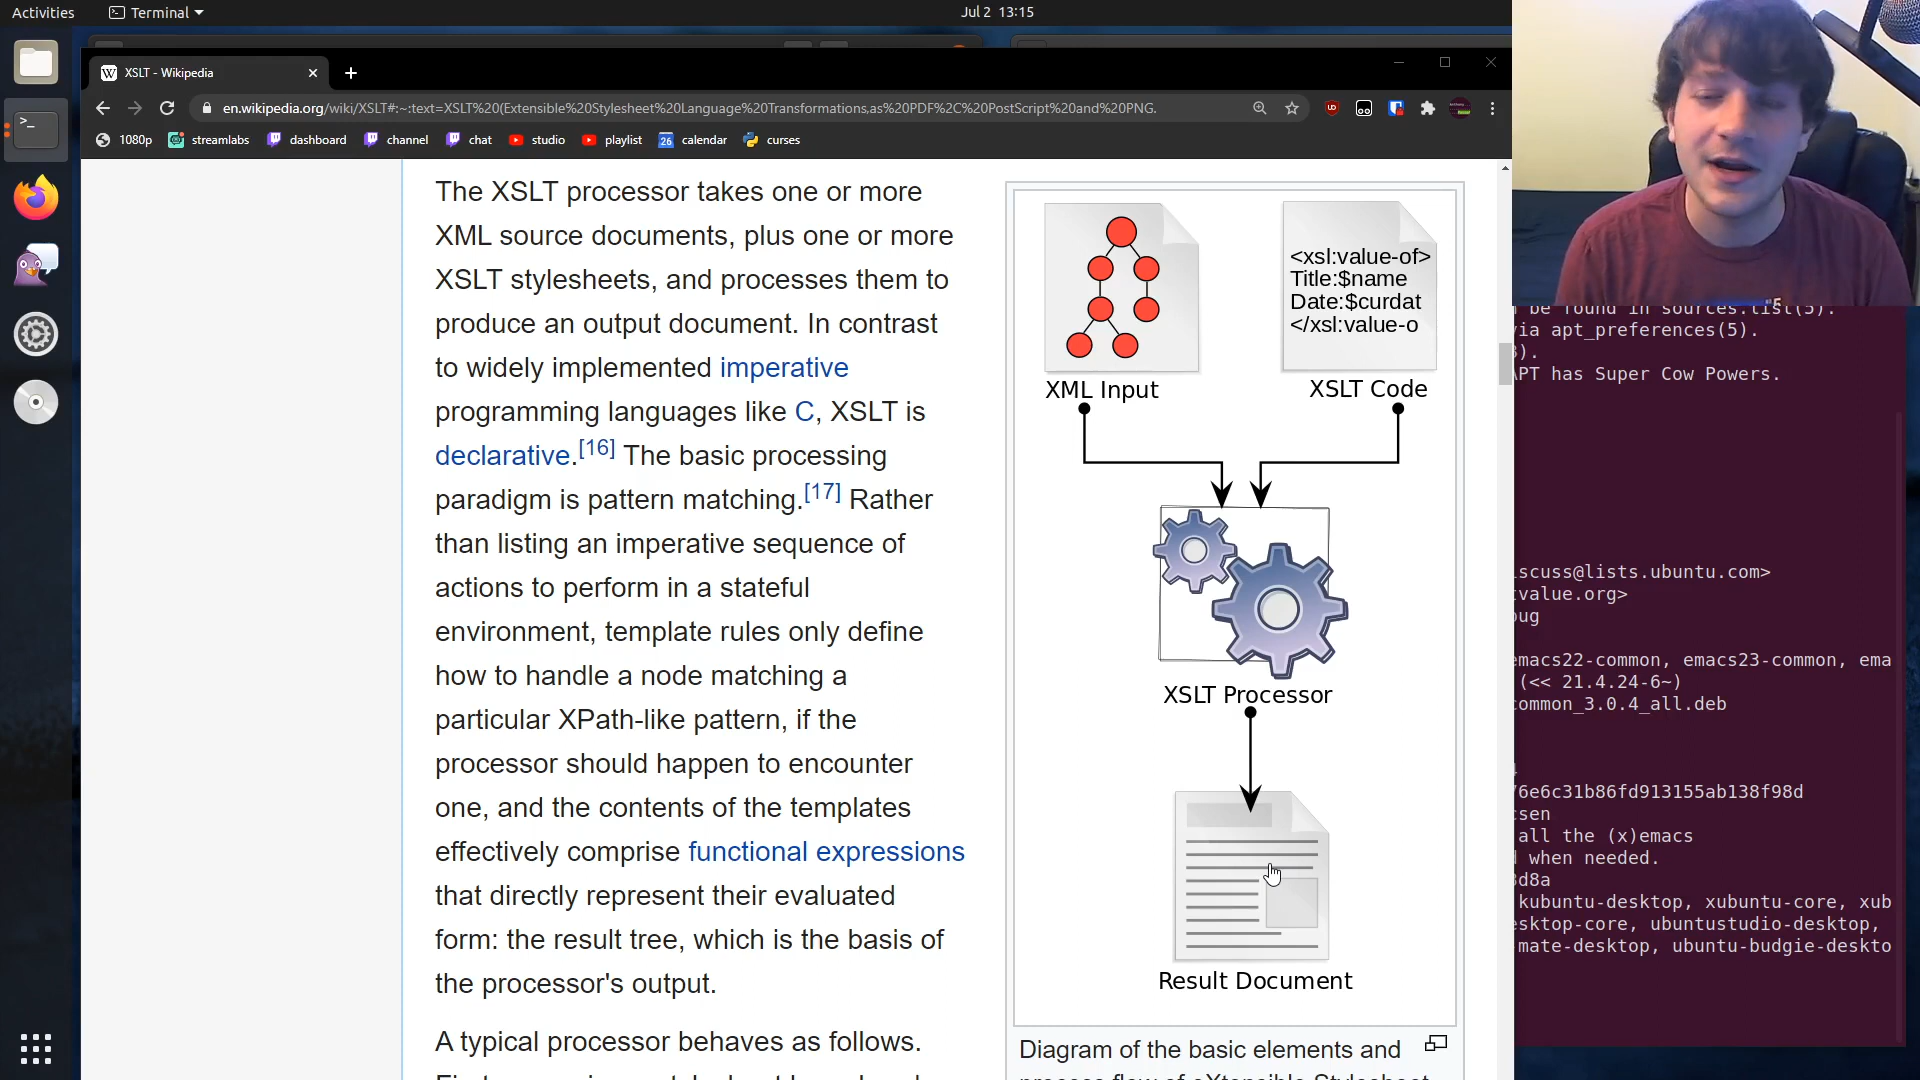 Activities
Terminal
Jul 2 13:15
XSLT - Wikipedia
en.wikipedia.org/wiki/XSLT#:~:text=XSLT%20(Extensible%20Stylesheet%20Language%20Transformations,as%20PDF%2C%20PostScript%20and%20PNG.
1080p
streamlabs
dashboard
channel
chat
studio
playlist
26
calendar
curses
The XSLT processor takes one or more
XML source documents, plus one or more
XSLT stylesheets, and processes them to
produce an output document. In contrast
to widely implemented imperative
programming languages like C, XSLT is
declarative.[16] The basic processing
paradigm is pattern matching.[17] Rather
than listing an imperative sequence of
actions to perform in a stateful
environment, template rules only define
how to handle a node matching a
particular XPath-like pattern, if the
processor should happen to encounter
one, and the contents of the templates
effectively comprise functional expressions
that directly represent their evaluated
form: the result tree, which is the basis of
the processor's output.
A typical processor behaves as follows.
<xsl:value-of>
Title:$name
Date:$curdat
</xsl:value-o
XML Input
XSLT Code
XSLT Processor
Result Document
Diagram of the basic elements and
be found in sources.list(5).
via apt_preferences(5).
).
APT has Super Cow Powers.
scuss@lists.ubuntu.com>
value.org>
ug
emacs22-common, emacs23-common, ema
(<< 21.4.24-6~)
ommon_3.0.4_all.deb
76e6c31b86fd913155ab138f98d
sen
all the (x)emacs
when needed.
d8a
kubuntu-desktop, xubuntu-core, xub
esktop-core, ubuntustudio-desktop,
mate-desktop, ubuntu-budgie-deskto